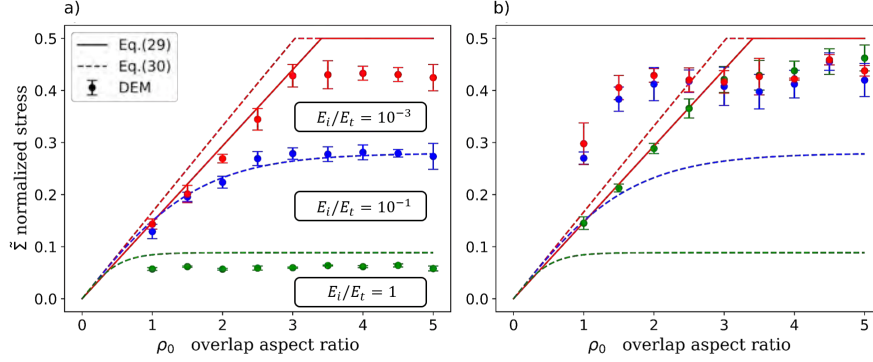 a)
b)
Eq.(29)
Eq.(30)
DEM
E_i/E_t = 10^{-3}
E_i/E_t = 10^{-1}
E_i/E_t = 1
Σ̃ normalized stress
0.5
0.4
0.3
0.2
0.1
0.0
0 1 2 3 4 5
ρ_0 overlap aspect ratio
0.5
0.4
0.3
0.2
0.1
0.0
0 1 2 3 4 5
ρ_0 overlap aspect ratio